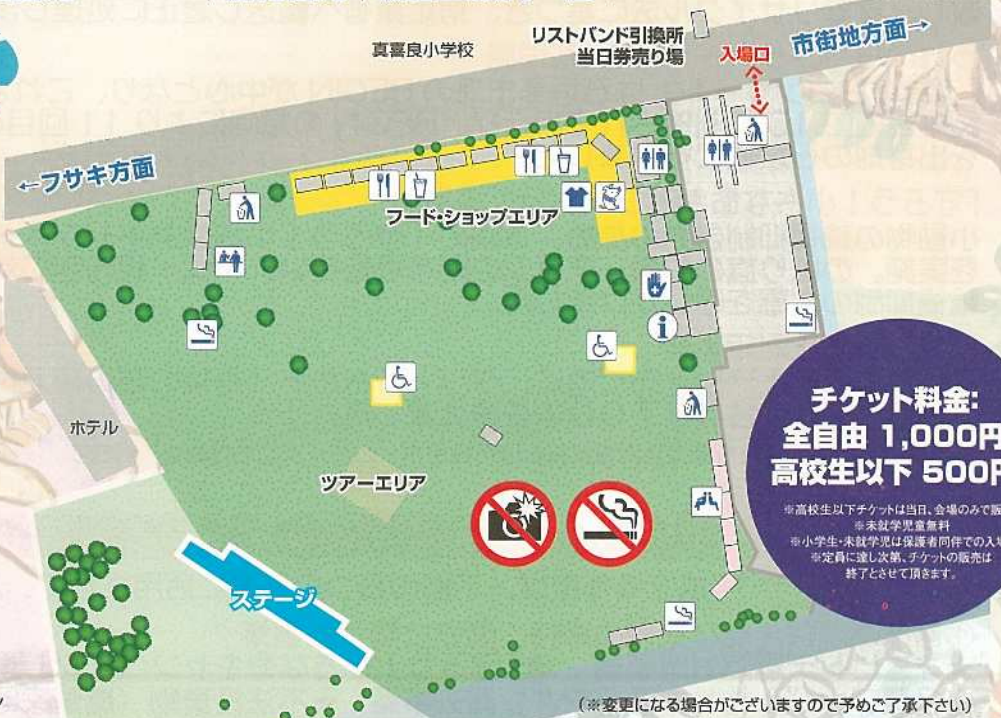 真喜良小学校
リストバンド引換所
当日券売り場
入場口
市街地方面→
←フサキ方面
フード・ショップエリア
i
ホテル
ツアーエリア
ステージ
チケット料金:
全自由 1,000円
高校生以下 500円
※高校生以下チケットは当日、会場のみで販
※未就学児童無料
※小学生・未就学児は保護者同伴での入場
※定員に達し次第、チケットの販売は
終了とさせて頂きます。
(※変更になる場合がございますので予めご了承下さい)